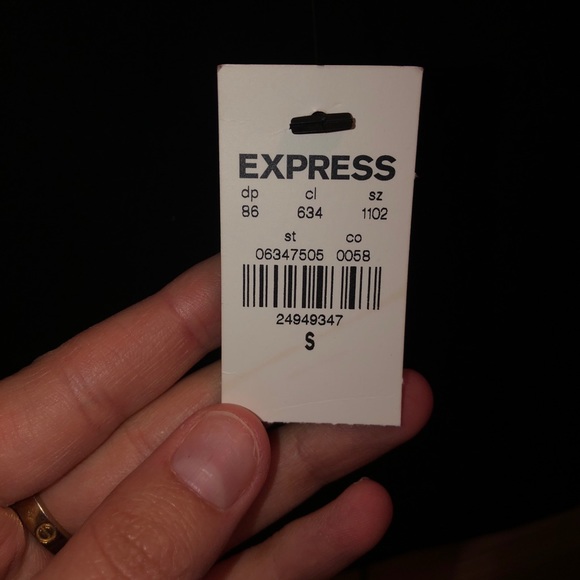 EXPRESS
dp cl sz
86 634 1102
st co
06347505 0058
24949347
S